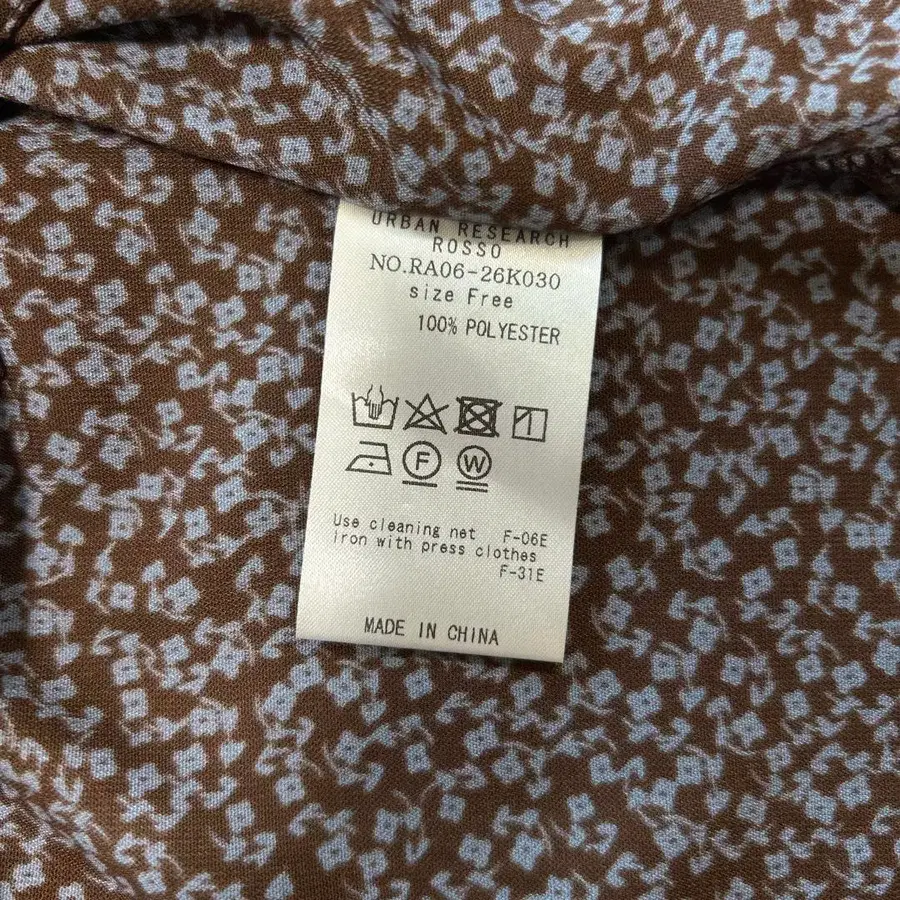 URBAN RESEARCH
ROSSO
NO.RA06-26K030
size Free
100% POLYESTER
F W
Use cleaning net F-06E
iron with press clothes
F-31E
MADE IN CHINA